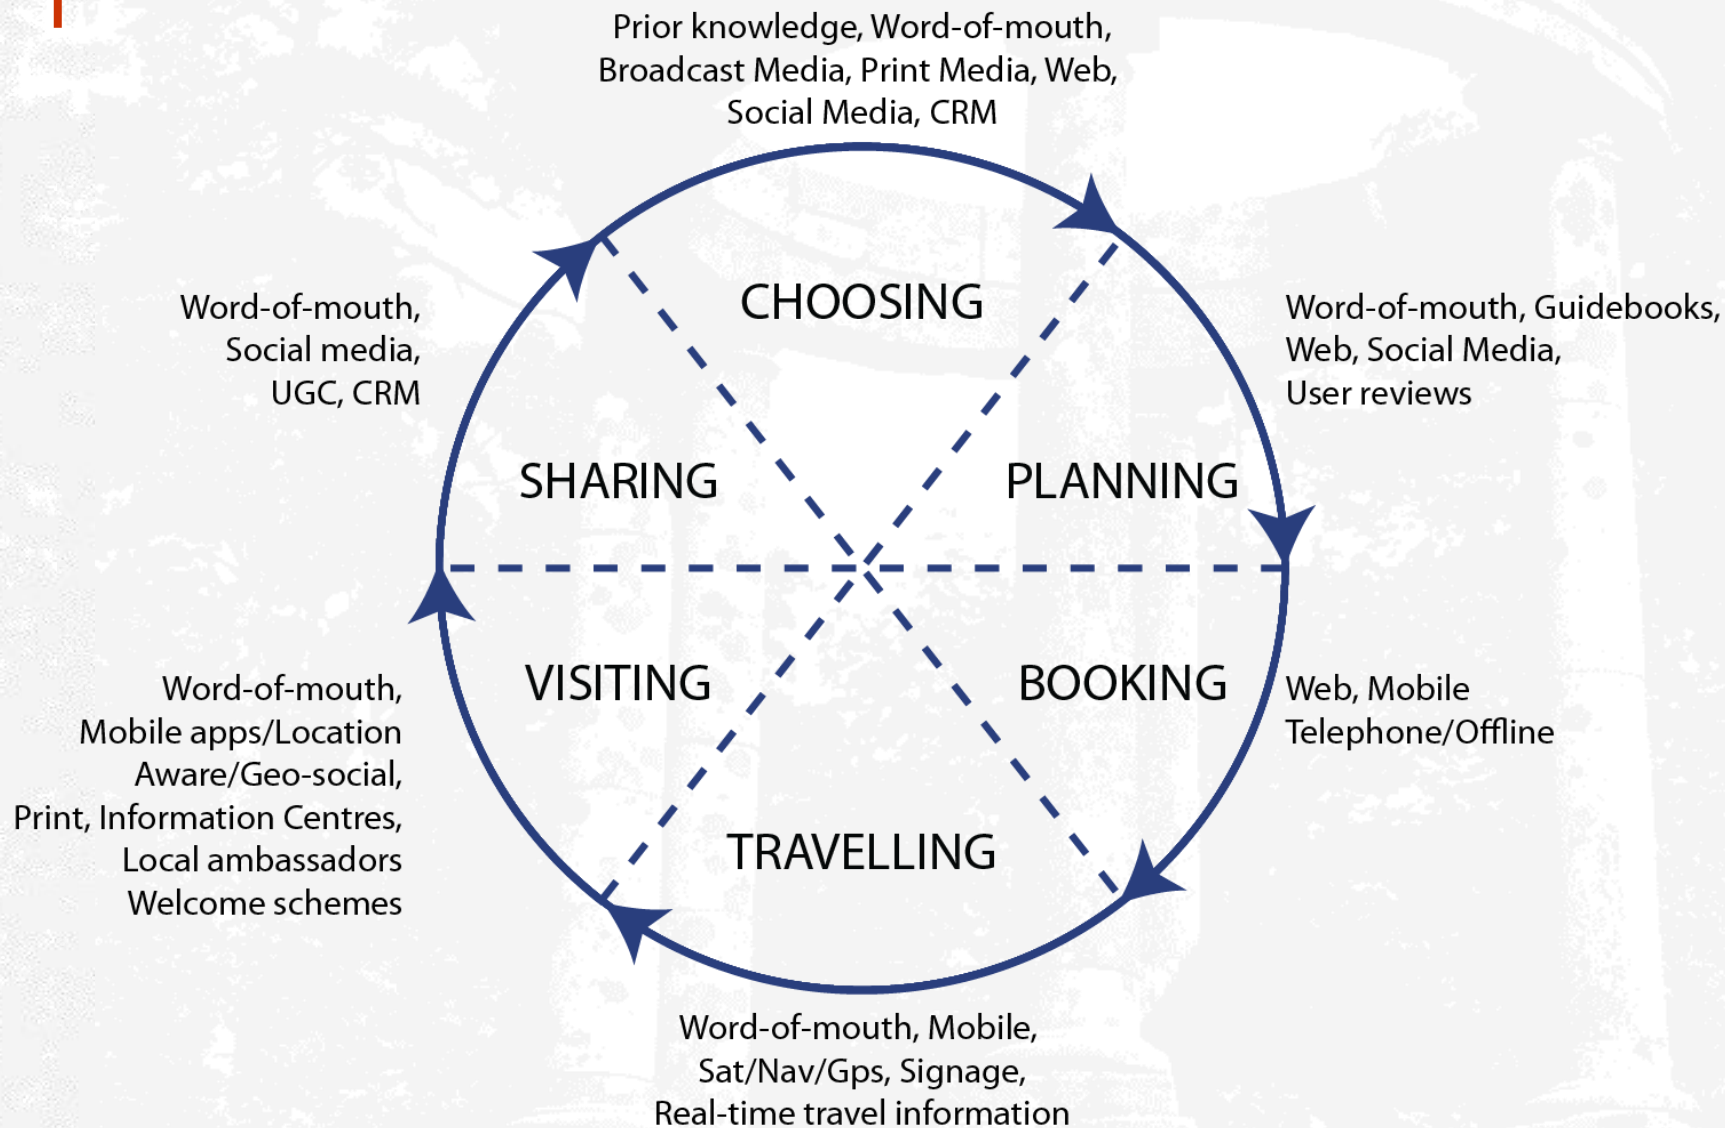 Prior knowledge, Word-of-mouth,
Broadcast Media, Print Media, Web,
Social Media, CRM
CHOOSING
Word-of-mouth, Guidebooks,
Web, Social Media,
User reviews
PLANNING
Web, Mobile
Telephone/Offline
BOOKING
TRAVELLING
Word-of-mouth, Mobile,
Sat/Nav/Gps, Signage,
Real-time travel information
VISITING
Word-of-mouth,
Mobile apps/Location
Aware/Geo-social,
Print, Information Centres,
Local ambassadors
Welcome schemes
SHARING
Word-of-mouth,
Social media,
UGC, CRM